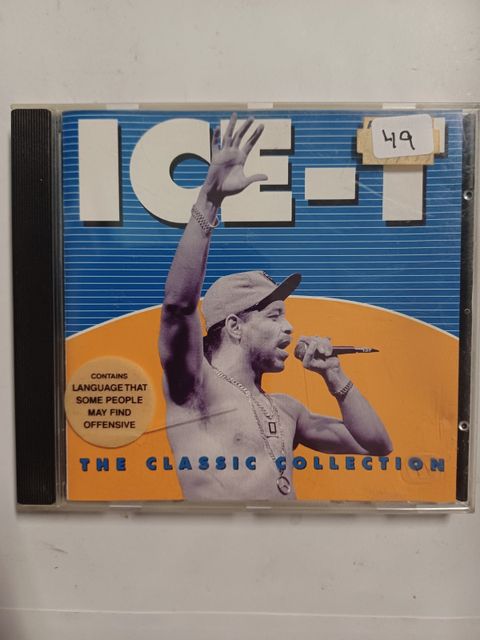 ICE-T
49
CONTAINS
LANGUAGE THAT
SOME PEOPLE
MAY FIND
OFFENSIVE
THE CLASSIC COLLECTION